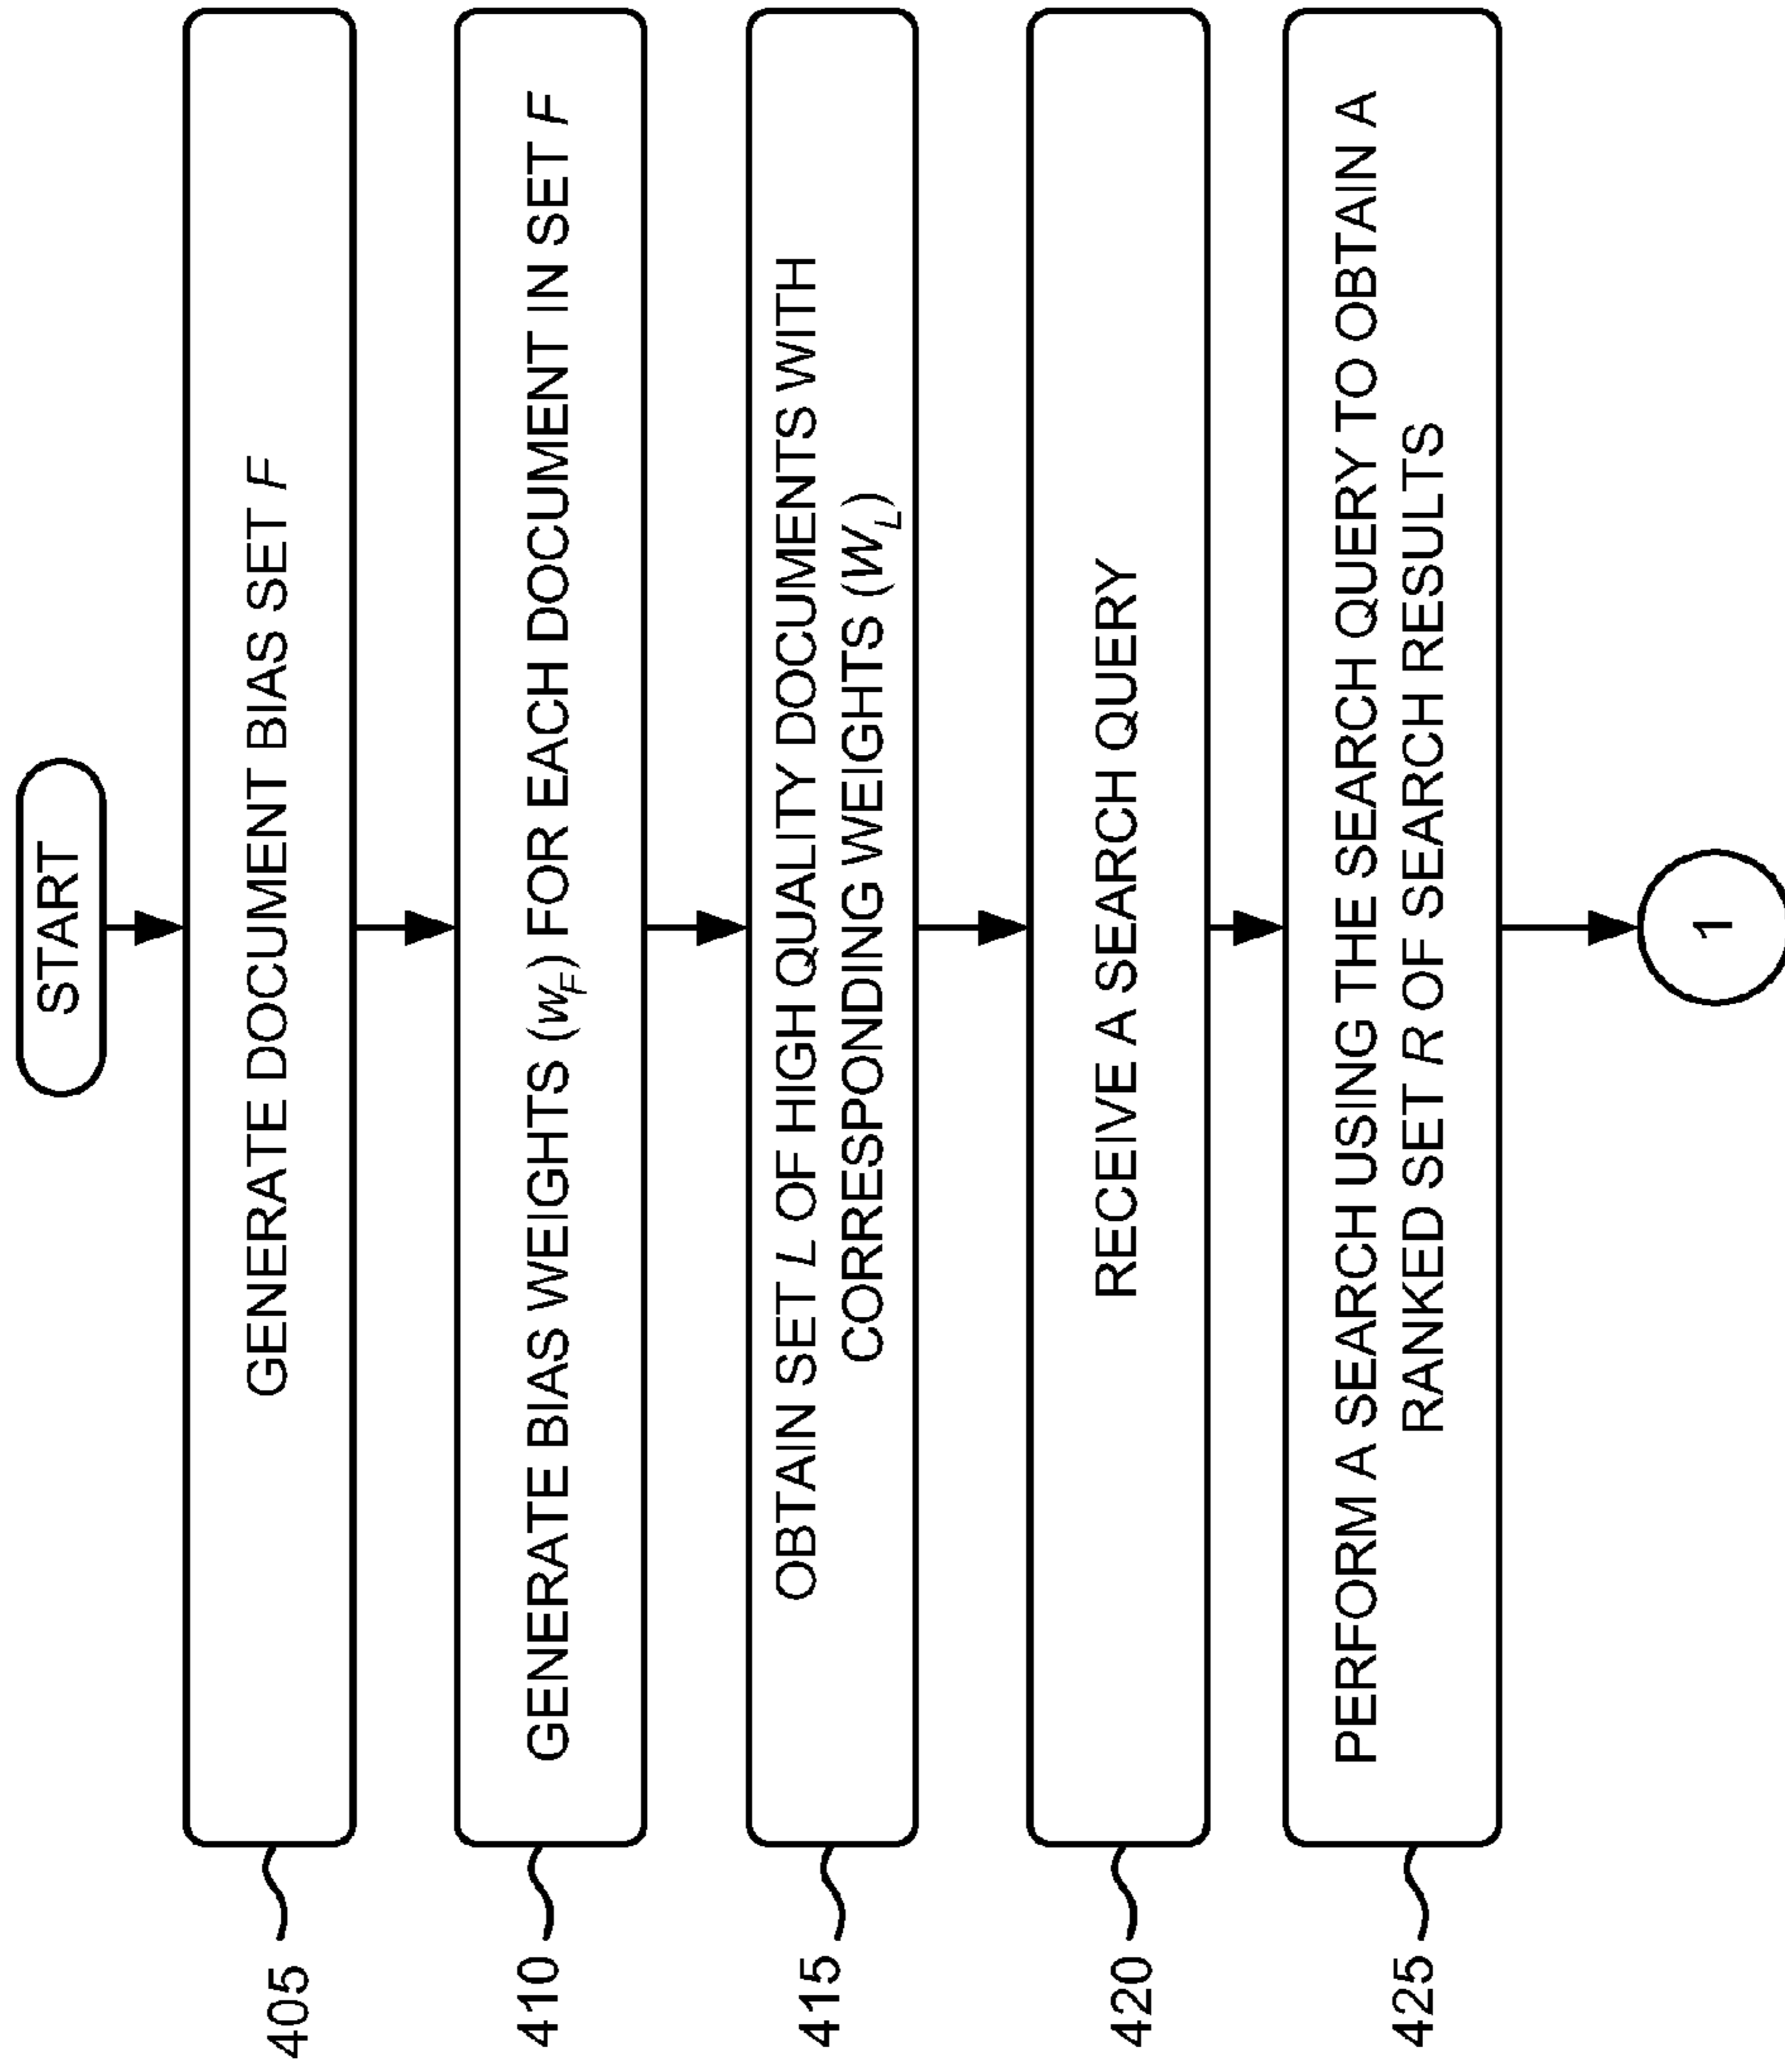 START
405
GENERATE DOCUMENT BIAS SET F
410
GENERATE BIAS WEIGHTS (w_F) FOR EACH DOCUMENT IN SET F
415
OBTAIN SET L OF HIGH QUALITY DOCUMENTS WITH
CORRESPONDING WEIGHTS (W_L)
420
RECEIVE A SEARCH QUERY
425
PERFORM A SEARCH USING THE SEARCH QUERY TO OBTAIN A
RANKED SET R OF SEARCH RESULTS
1